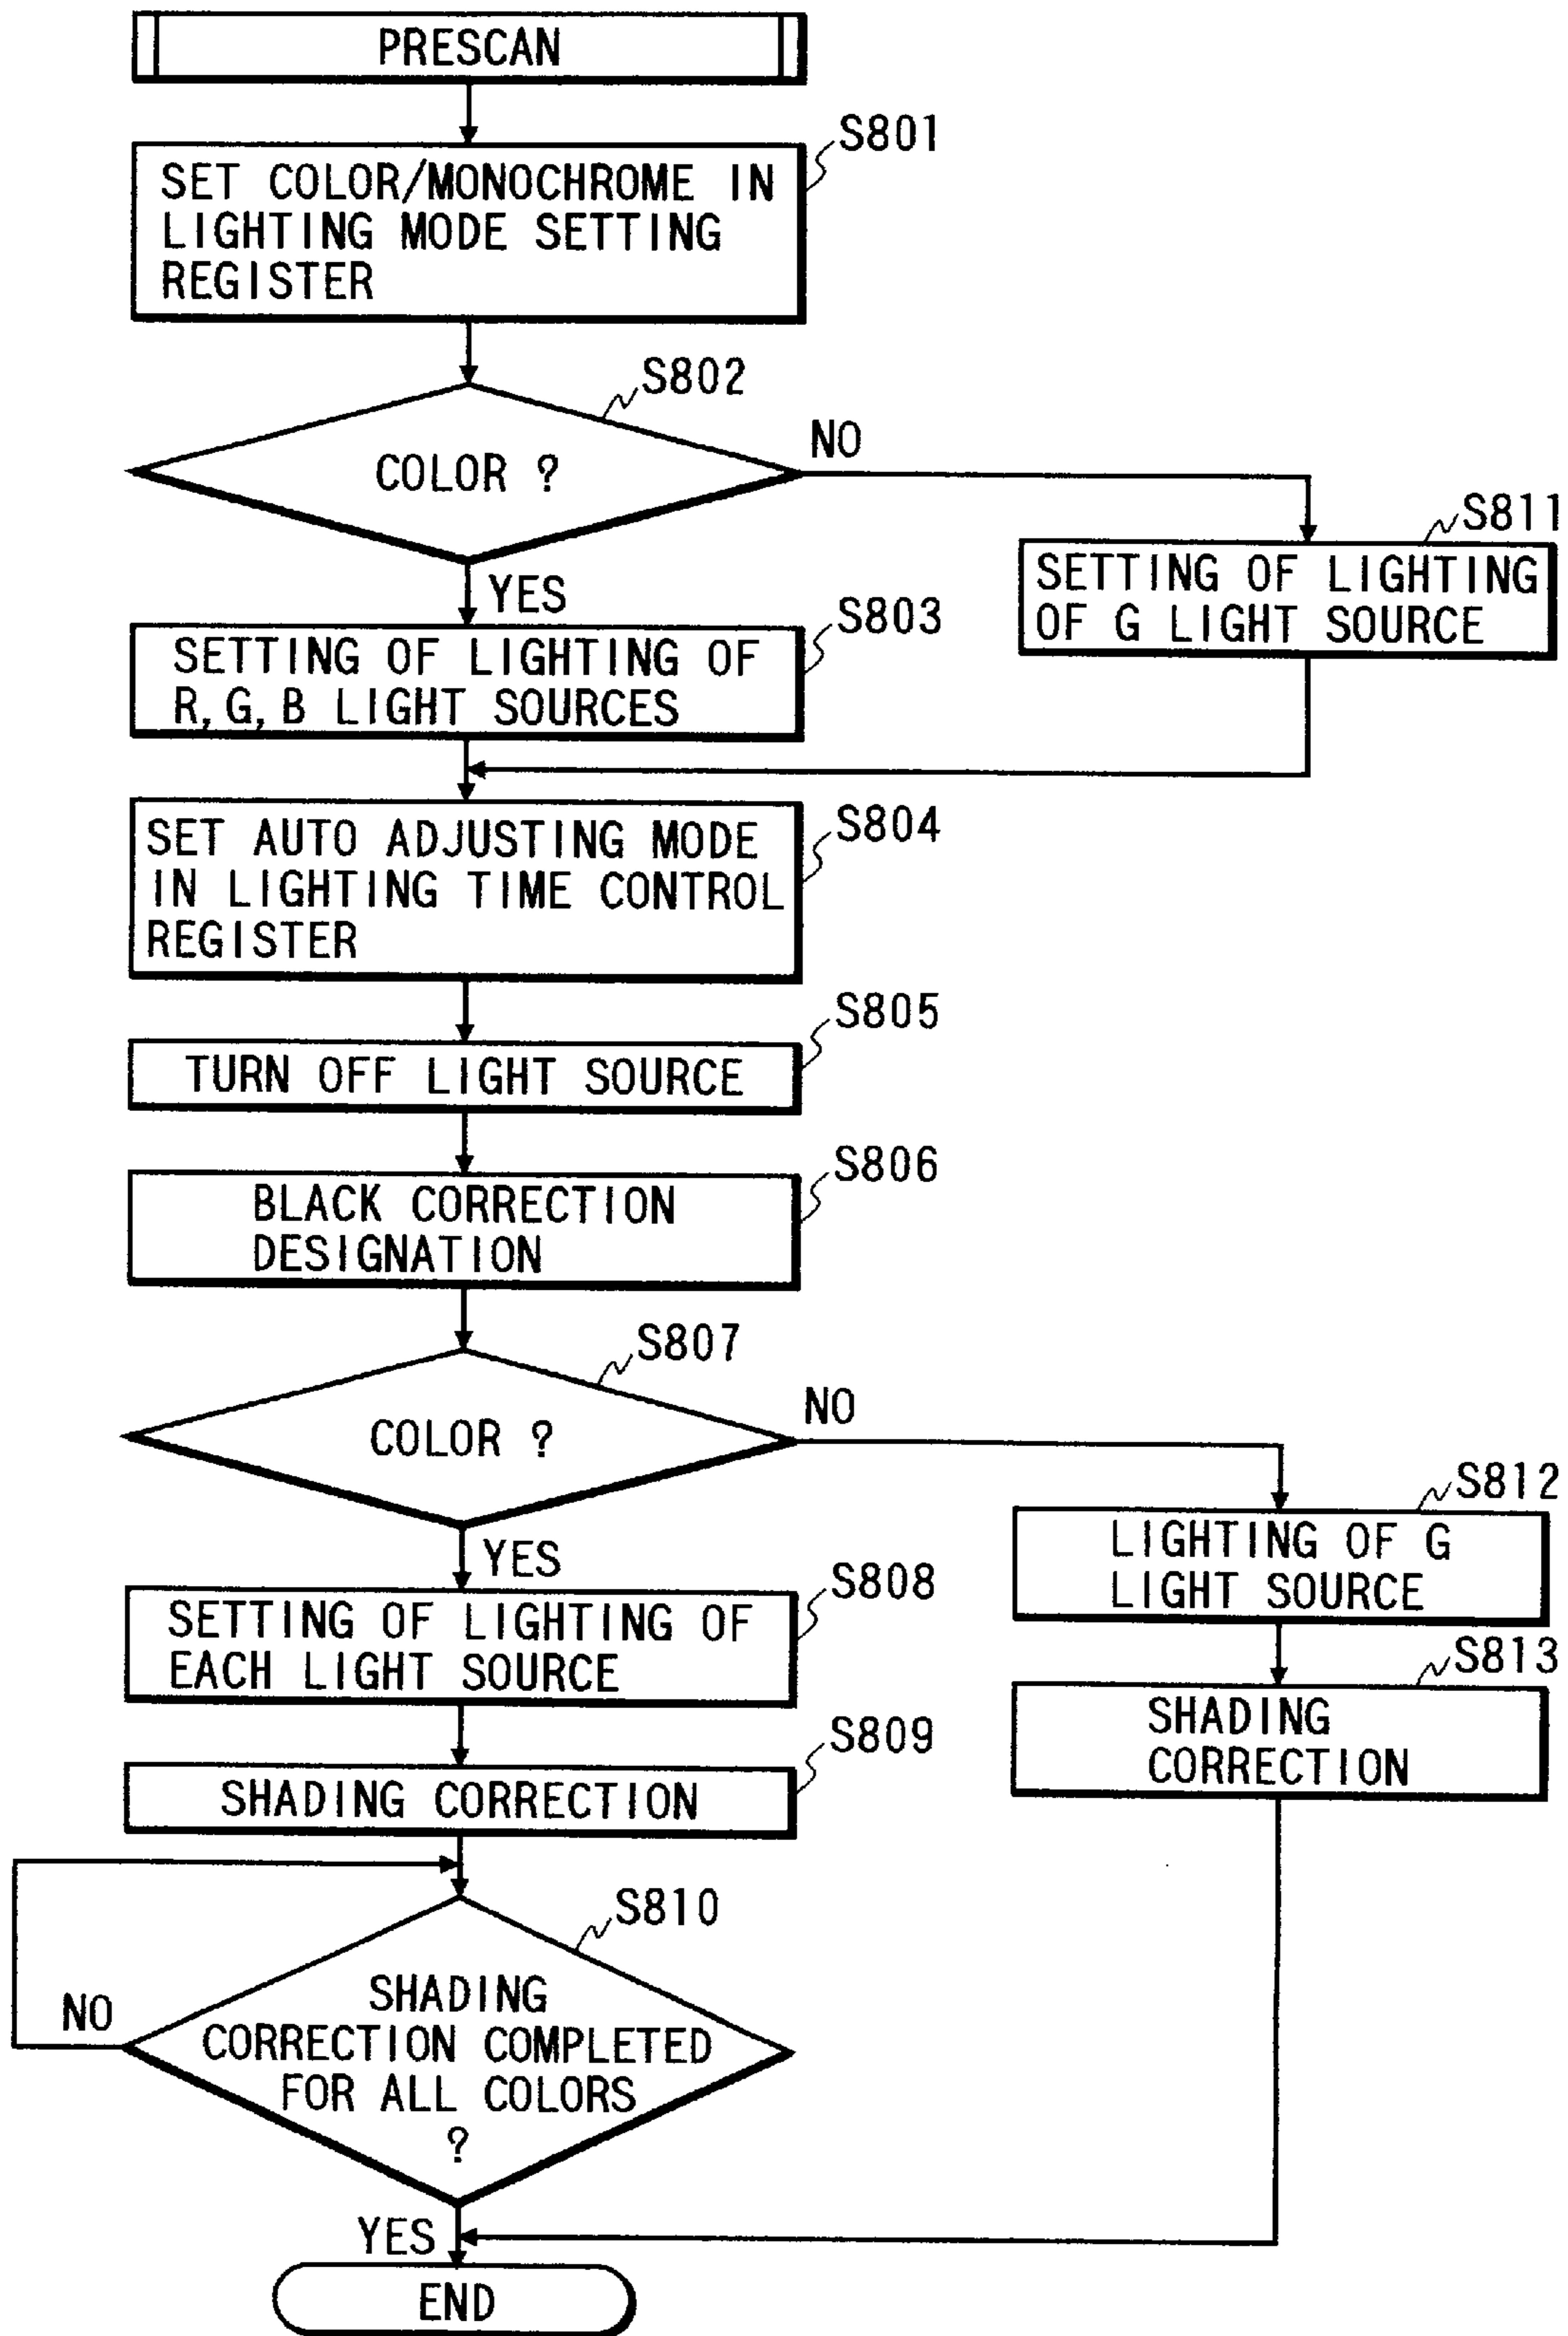 PRESCAN
S801
SET COLOR/MONOCHROME IN
LIGHTING MODE SETTING
REGISTER
S802
COLOR ?
NO
S811
SETTING OF LIGHTING
OF G LIGHT SOURCE
YES
S803
SETTING OF LIGHTING OF
R, G, B LIGHT SOURCES
S804
SET AUTO ADJUSTING MODE
IN LIGHTING TIME CONTROL
REGISTER
S805
TURN OFF LIGHT SOURCE
S806
BLACK CORRECTION
DESIGNATION
S807
COLOR ?
NO
S812
LIGHTING OF G
LIGHT SOURCE
YES
S808
SETTING OF LIGHTING OF
EACH LIGHT SOURCE
S813
SHADING
CORRECTION
S809
SHADING CORRECTION
S810
SHADING
CORRECTION COMPLETED
FOR ALL COLORS
?
NO
YES
END